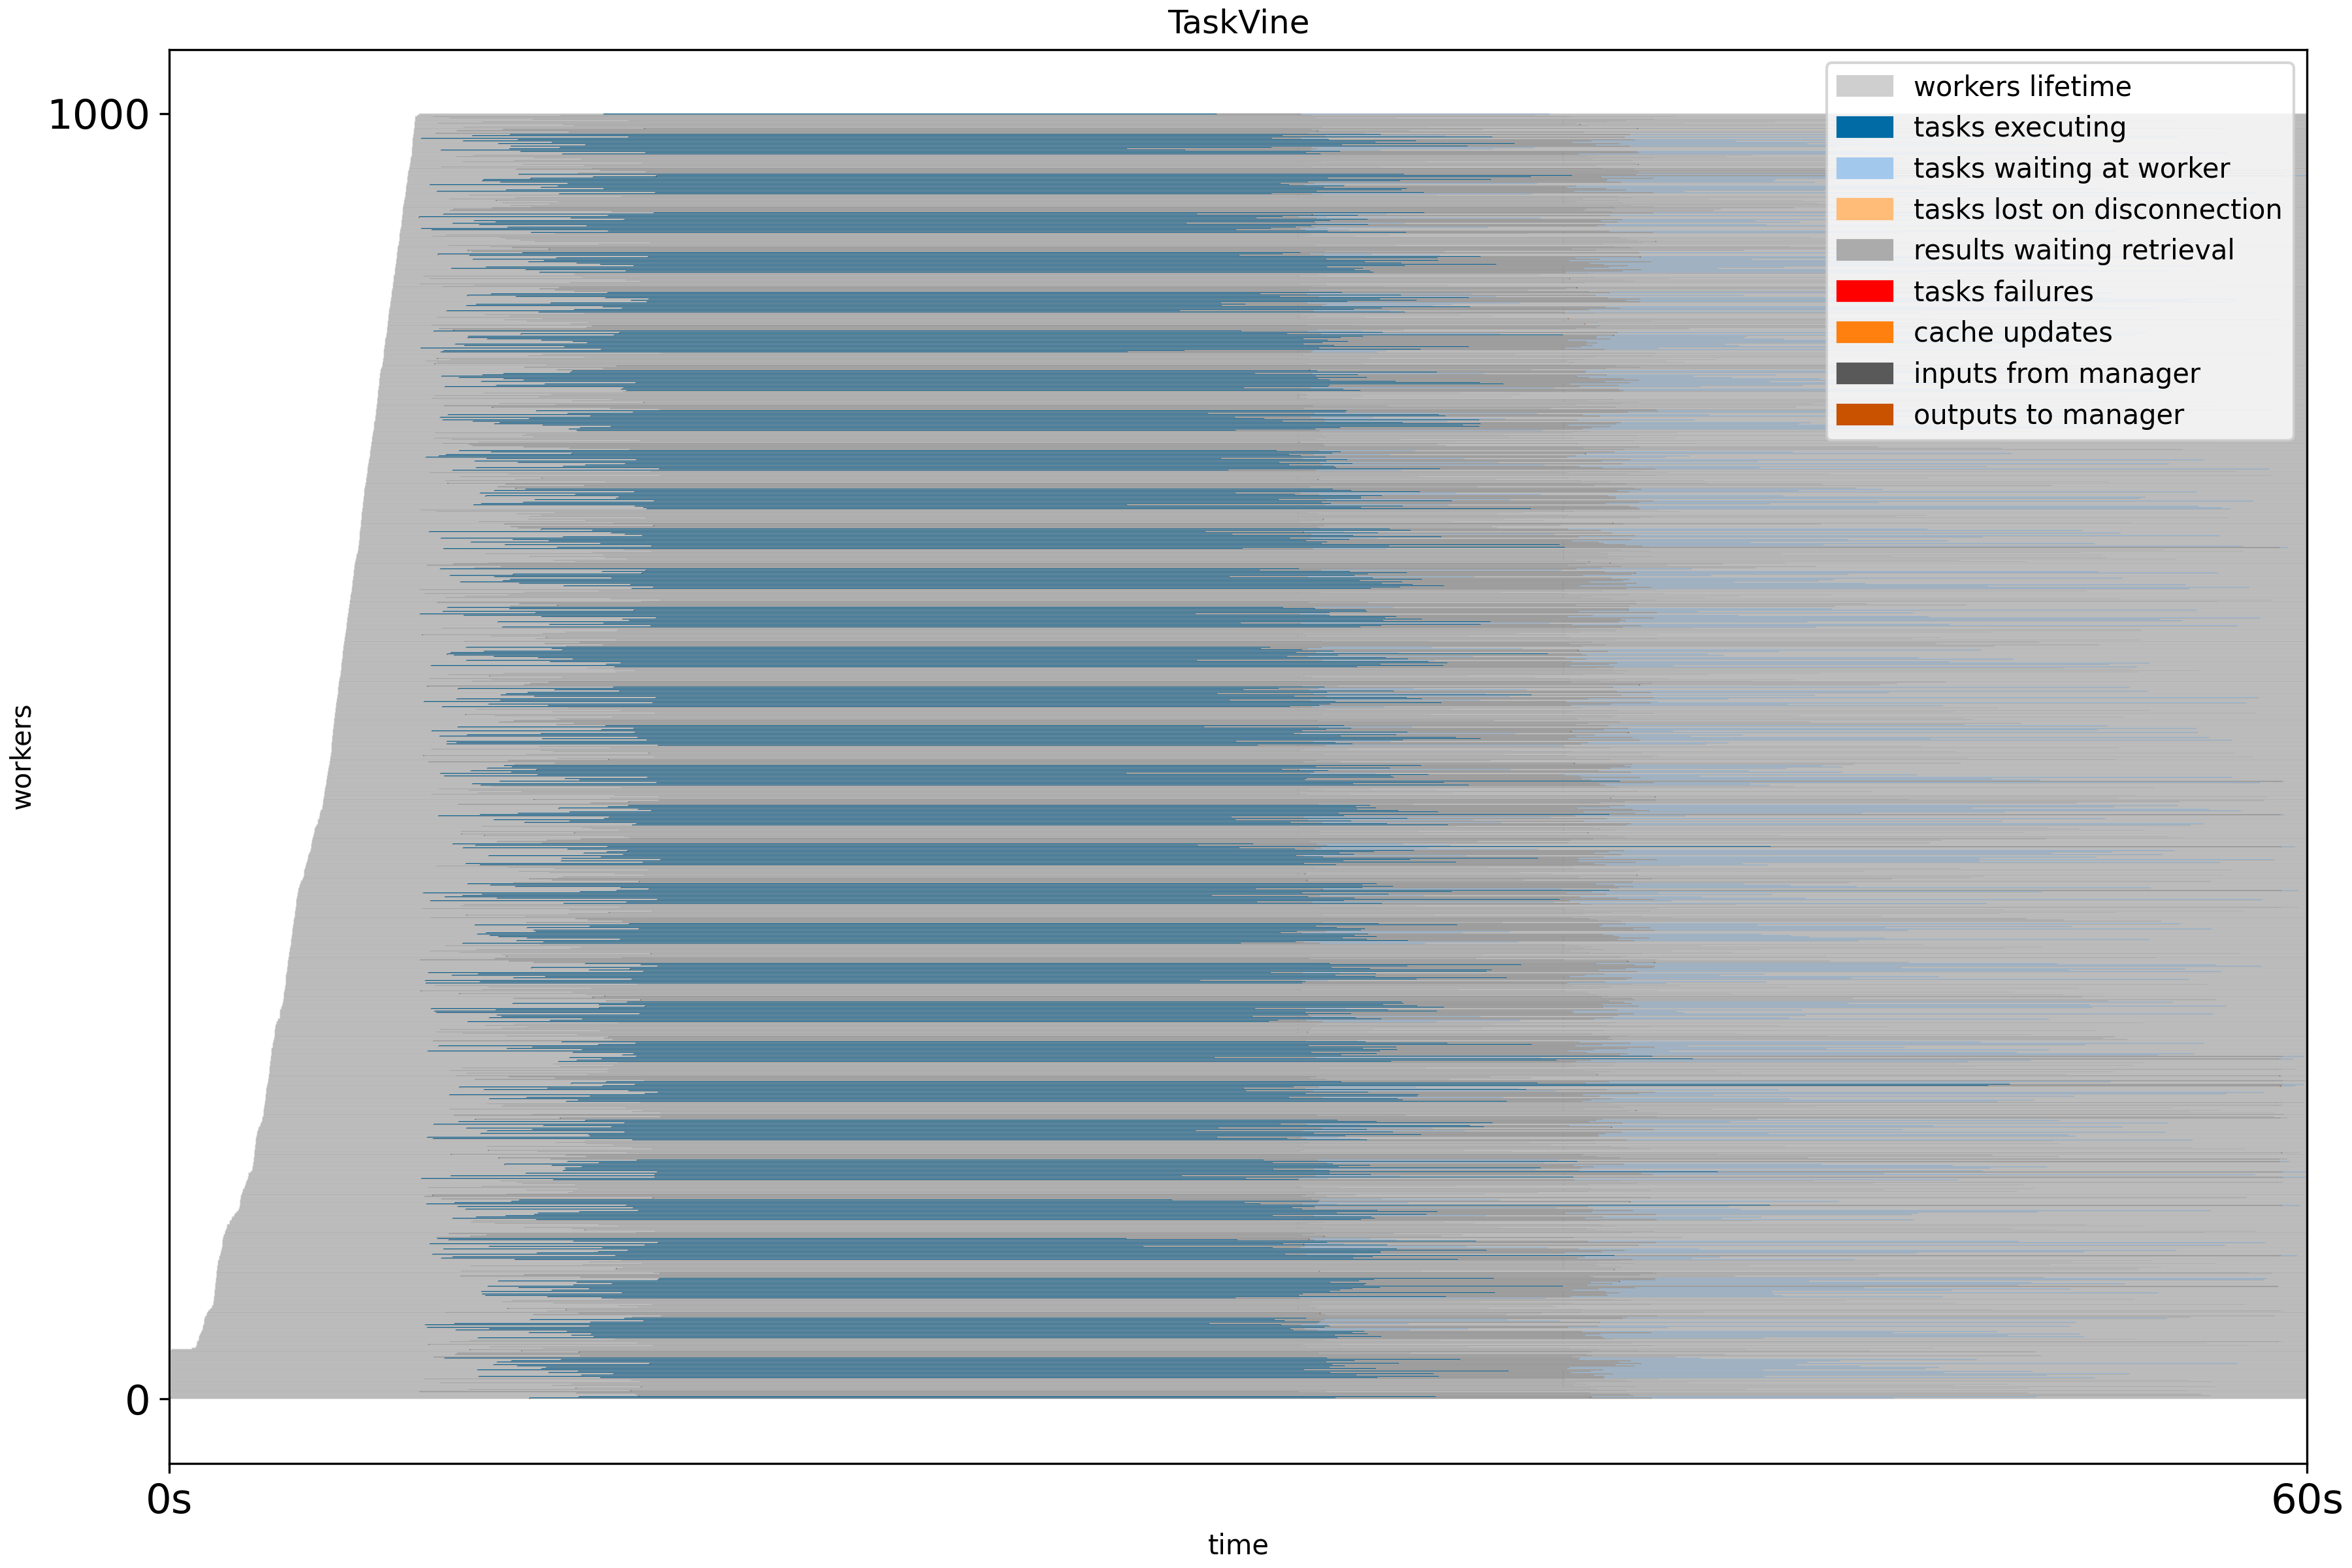 TaskVine
1000
workers lifetime
tasks executing
tasks waiting at worker
tasks lost on disconnection
results waiting retrieval
tasks failures
cache updates
inputs from manager
outputs to manager
workers
0
0s
60s
time